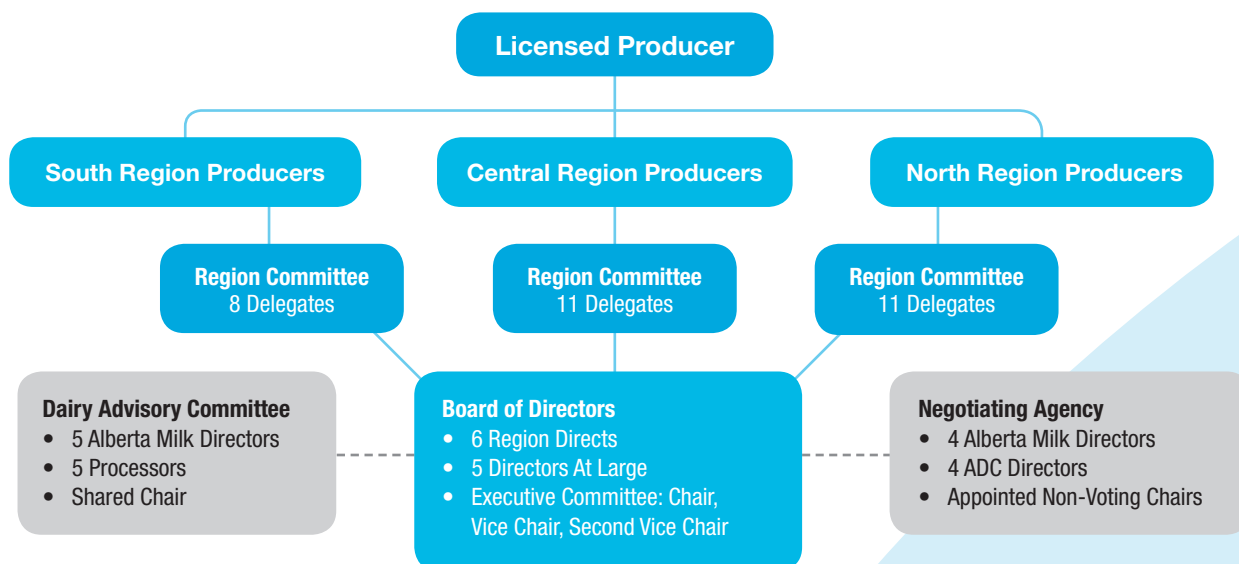 Licensed Producer
South Region Producers
Central Region Producers
North Region Producers
Region Committee
8 Delegates
Region Committee
11 Delegates
Region Committee
11 Delegates
Dairy Advisory Committee
• 5 Alberta Milk Directors
• 5 Processors
• Shared Chair
Board of Directors
• 6 Region Directs
• 5 Directors At Large
• Executive Committee: Chair,
Vice Chair, Second Vice Chair
Negotiating Agency
• 4 Alberta Milk Directors
• 4 ADC Directors
• Appointed Non-Voting Chairs